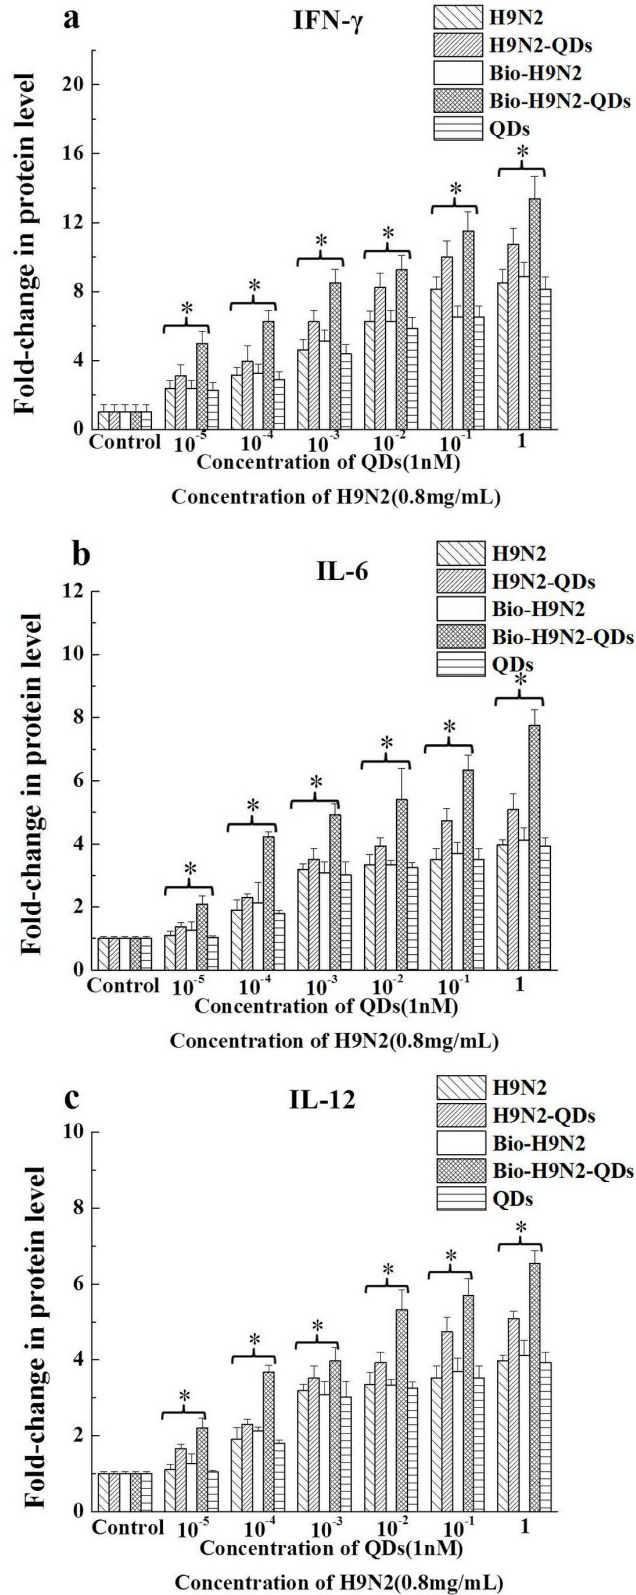 a
IFN-γ
H9N2
H9N2-QDs
Bio-H9N2
Bio-H9N2-QDs
QDs
Fold-change in protein level
20
16
12
8
4
0
* * * * * *
Control 10⁻⁵ 10⁻⁴ 10⁻³ 10⁻² 10⁻¹ 1
Concentration of QDs(1nM)
Concentration of H9N2(0.8mg/mL)
b
IL-6
H9N2
H9N2-QDs
Bio-H9N2
Bio-H9N2-QDs
QDs
Fold-change in protein level
12
10
8
6
4
2
0
* * * * * *
Control 10⁻⁵ 10⁻⁴ 10⁻³ 10⁻² 10⁻¹ 1
Concentration of QDs(1nM)
Concentration of H9N2(0.8mg/mL)
c
IL-12
H9N2
H9N2-QDs
Bio-H9N2
Bio-H9N2-QDs
QDs
Fold-change in protein level
10
8
6
4
2
0
* * * * * *
Control 10⁻⁵ 10⁻⁴ 10⁻³ 10⁻² 10⁻¹ 1
Concentration of QDs(1nM)
Concentration of H9N2(0.8mg/mL)